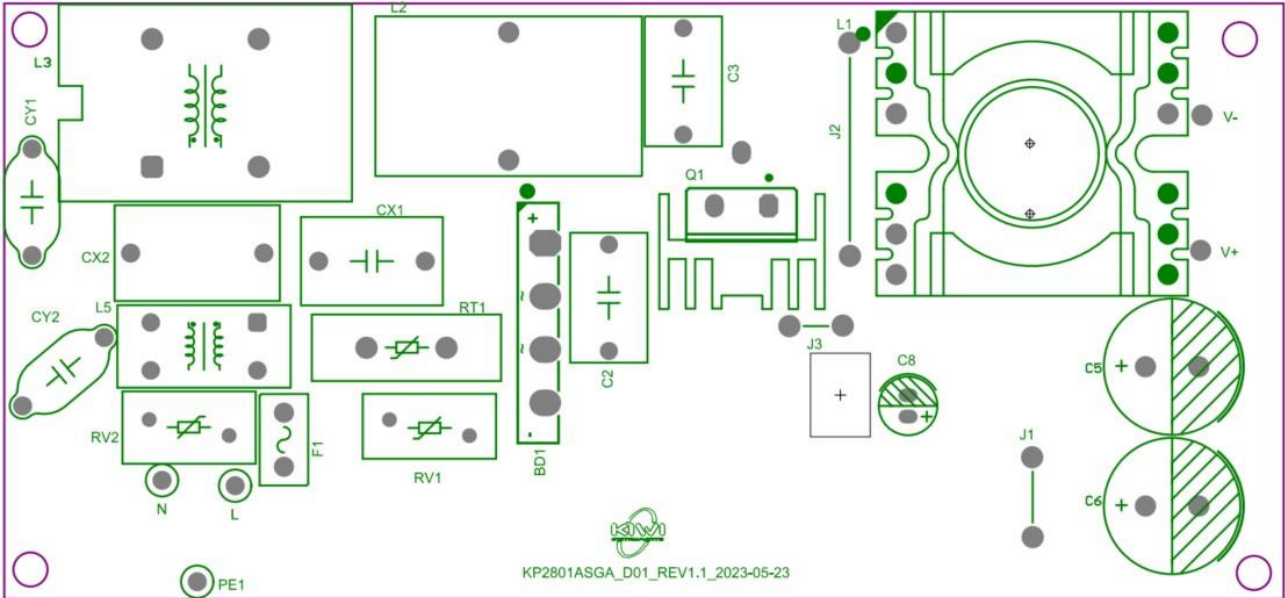 L2
L1
L3
C3
CY1
J2
V-
Q1
CX1
+
CX2
V+
~
L5
RT1
CY2
~
J3
C8
C5
+
C2
+
+
RV2
F1
J1
BD1
RV1
-
N
L
C6
+
KIWI
INSTRUMENTS
KP2801ASGA_D01_REV1.1_2023-05-23
PE1